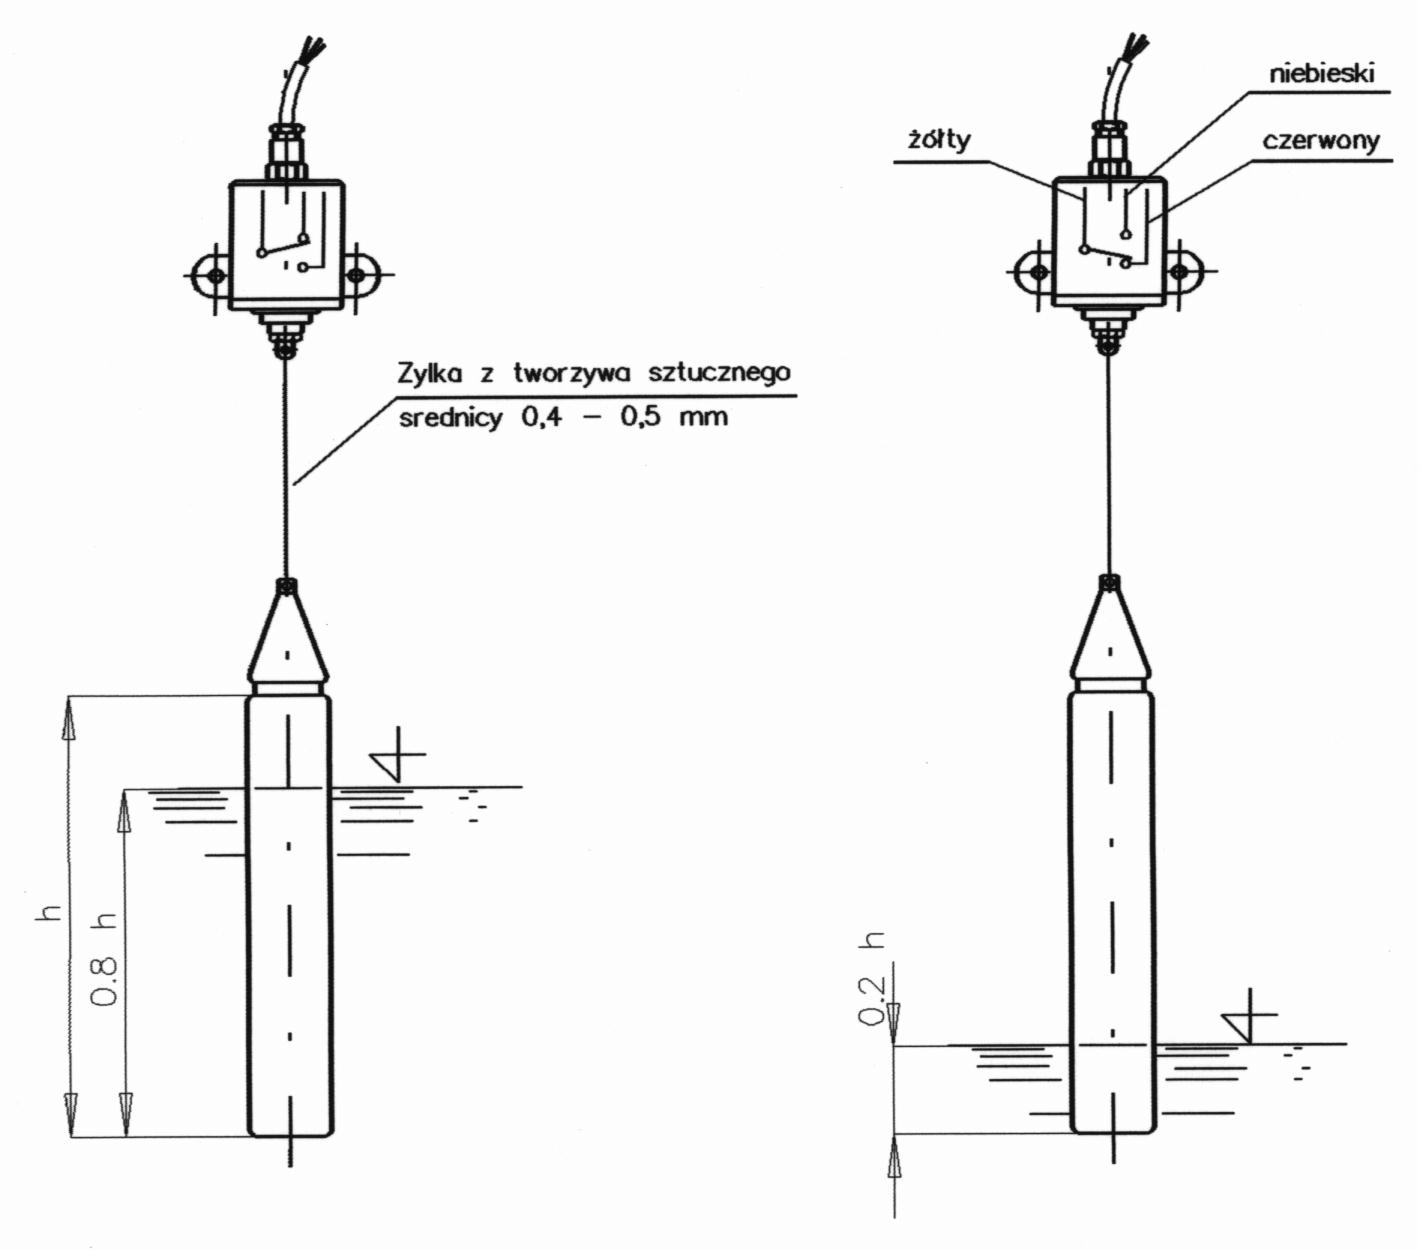 niebieski
żółty
czerwony
Zylka z tworzywa sztucznego
srednicy 0,4 – 0,5 mm
h
0.8 h
0.2 h